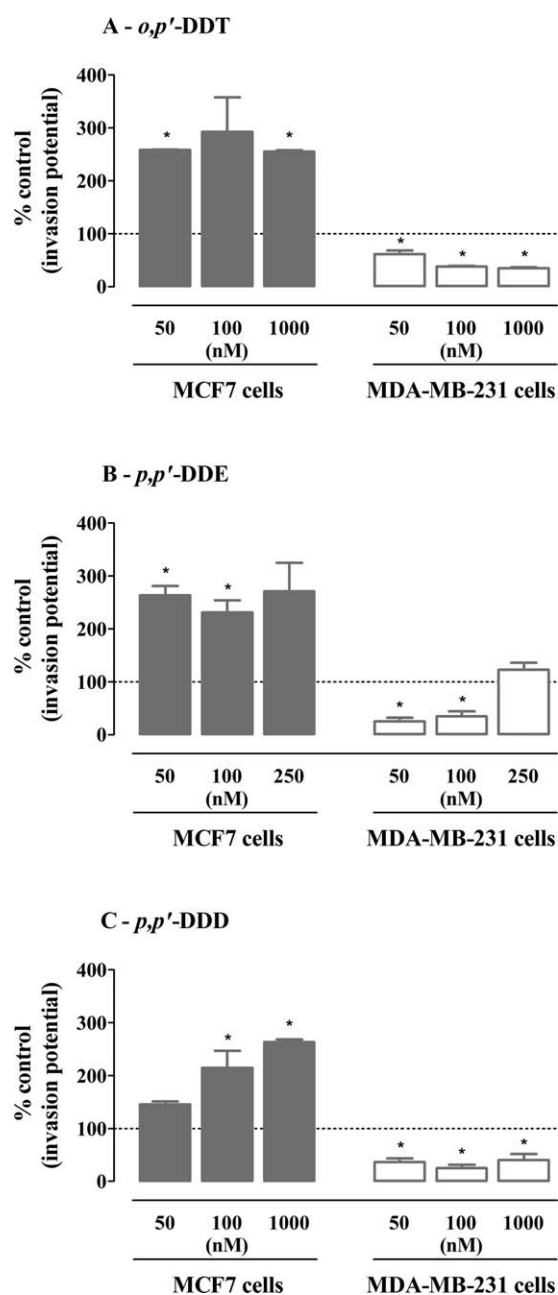 A - o,p'-DDT
% control
(invasion potential)
400
300
200
100
0
* *
* * *
50 100 1000 50 100 1000
(nM) (nM)
MCF7 cells MDA-MB-231 cells
B - p,p'-DDE
% control
(invasion potential)
400
300
200
100
0
* *
* *
50 100 250 50 100 250
(nM) (nM)
MCF7 cells MDA-MB-231 cells
C - p,p'-DDD
% control
(invasion potential)
400
300
200
100
0
* *
* * *
50 100 1000 50 100 1000
(nM) (nM)
MCF7 cells MDA-MB-231 cells